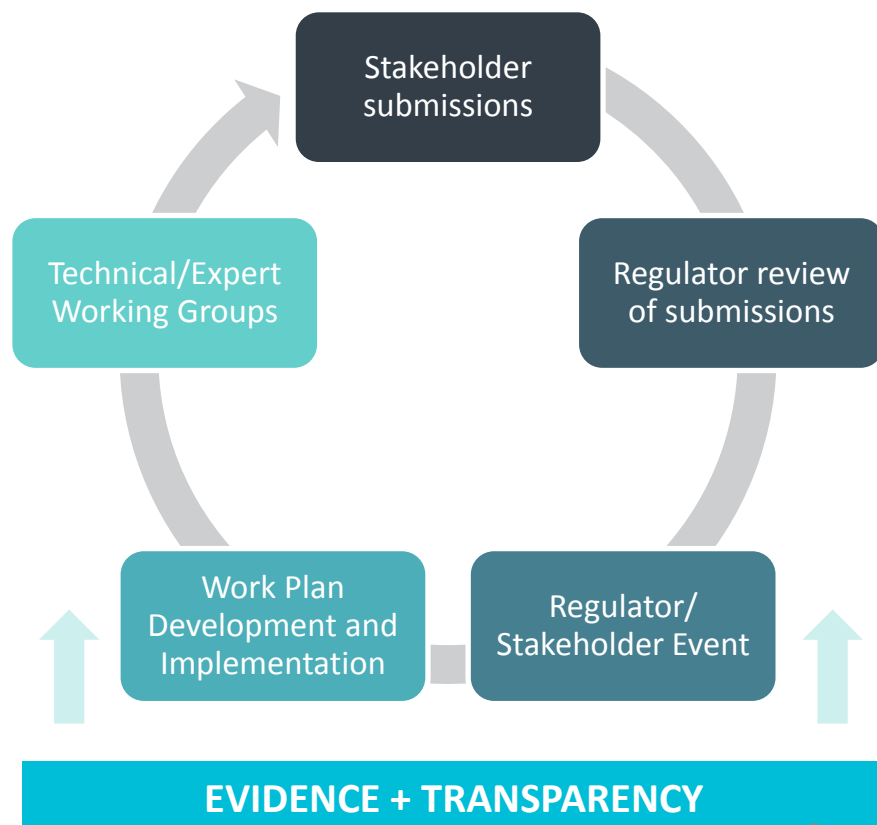 Stakeholder
submissions
Regulator review
of submissions
Regulator/
Stakeholder Event
Work Plan
Development and
Implementation
Technical/Expert
Working Groups
EVIDENCE + TRANSPARENCY